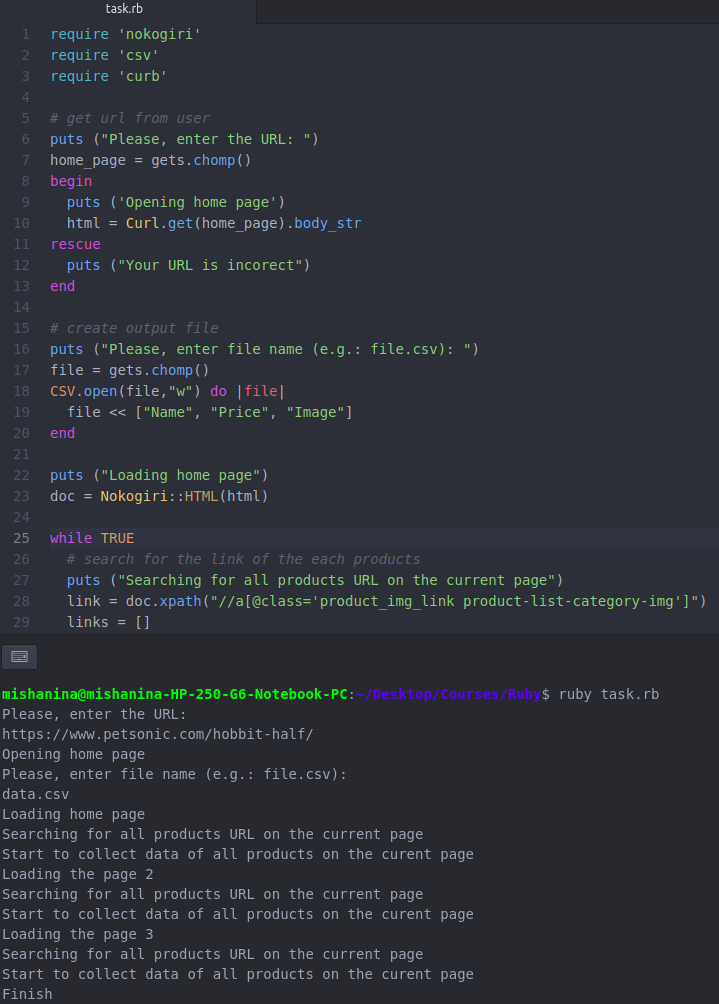 task.rb
1 require 'nokogiri'
2 require 'csv'
3 require 'curb'
4
5 # get url from user
6 puts ("Please, enter the URL: ")
7 home_page = gets.chomp()
8 begin
9   puts ('Opening home page')
10   html = Curl.get(home_page).body_str
11 rescue
12   puts ("Your URL is incorect")
13 end
14
15 # create output file
16 puts ("Please, enter file name (e.g.: file.csv): ")
17 file = gets.chomp()
18 CSV.open(file,"w") do |file|
19   file << ["Name", "Price", "Image"]
20 end
21
22 puts ("Loading home page")
23 doc = Nokogiri::HTML(html)
24
25 while TRUE
26   # search for the link of the each products
27   puts ("Searching for all products URL on the current page")
28   link = doc.xpath("//a[@class='product_img_link product-list-category-img']")
29   links = []
mishanina@mishanina-HP-250-G6-Notebook-PC:~/Desktop/Courses/Ruby$ ruby task.rb
Please, enter the URL:
https://www.petsonic.com/hobbit-half/
Opening home page
Please, enter file name (e.g.: file.csv):
data.csv
Loading home page
Searching for all products URL on the current page
Start to collect data of all products on the curent page
Loading the page 2
Searching for all products URL on the current page
Start to collect data of all products on the curent page
Loading the page 3
Searching for all products URL on the current page
Start to collect data of all products on the curent page
Finish